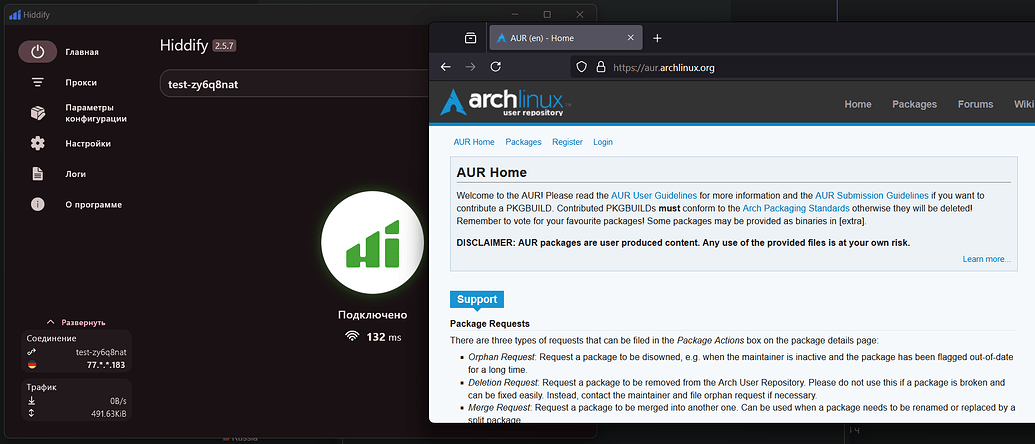 Hiddify
Главная
Прокси
Параметры
конфигурации
Настройки
Логи
О программе
Развернуть
Соединение
test-zy6q8nat
77.*.*.183
Трафик
0B/s
491.63KiB
Hiddify 2.5.7
test-zy6q8nat
Подключено
132 ms
Russia
AUR (en) - Home
https://aur.archlinux.org
archlinux
user repository
Home Packages Forums Wiki
AUR Home Packages Register Login
AUR Home
Welcome to the AUR! Please read the AUR User Guidelines for more information and the AUR Submission Guidelines if you want to
contribute a PKGBUILD. Contributed PKGBUILDs must conform to the Arch Packaging Standards otherwise they will be deleted!
Remember to vote for your favourite packages! Some packages may be provided as binaries in [extra].
DISCLAIMER: AUR packages are user produced content. Any use of the provided files is at your own risk.
Learn more...
Support
Package Requests
There are three types of requests that can be filed in the Package Actions box on the package details page:
Orphan Request: Request a package to be disowned, e.g. when the maintainer is inactive and the package has been flagged out-of-date
for a long time.
Deletion Request: Request a package to be removed from the Arch User Repository. Please do not use this if a package is broken and
can be fixed easily. Instead, contact the maintainer and file orphan request if necessary.
Merge Request: Request a package to be merged into another one. Can be used when a package needs to be renamed or replaced by a
split package.